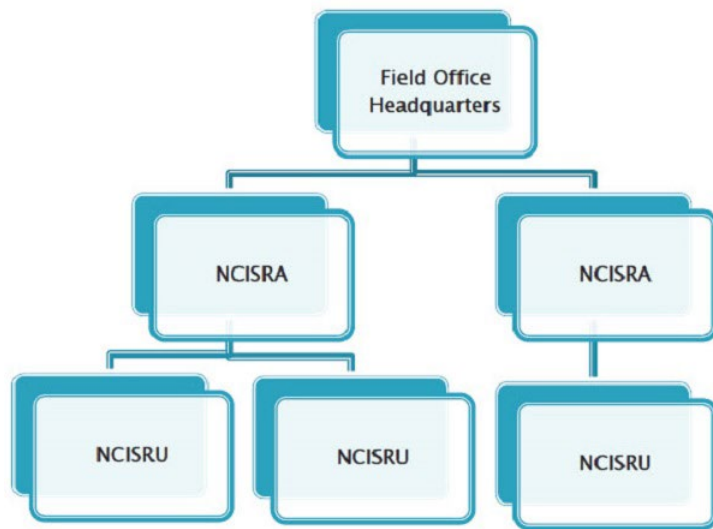 Field Office
Headquarters
NCISRA
NCISRA
NCISRU
NCISRU
NCISRU